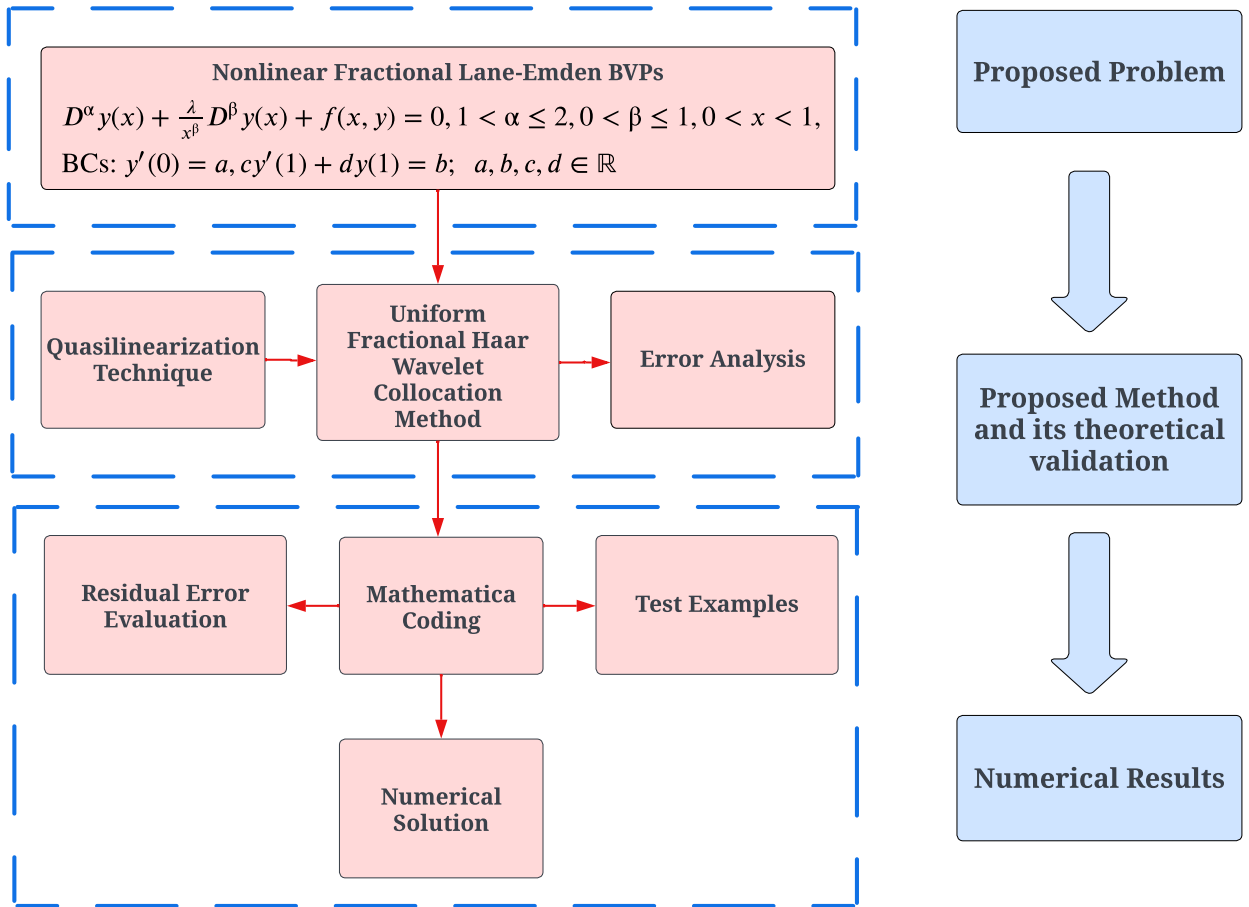 Nonlinear Fractional Lane-Emden BVPs
D^α y(x) + λ/x^β D^β y(x) + f(x, y) = 0, 1 < α ≤ 2, 0 < β ≤ 1, 0 < x < 1,
BCs: y′(0) = a, cy′(1) + dy(1) = b; a, b, c, d ∈ ℝ
Proposed Problem
Quasilinearization
Technique
Uniform
Fractional Haar
Wavelet
Collocation
Method
Error Analysis
Proposed Method
and its theoretical
validation
Residual Error
Evaluation
Mathematica
Coding
Test Examples
Numerical
Solution
Numerical Results